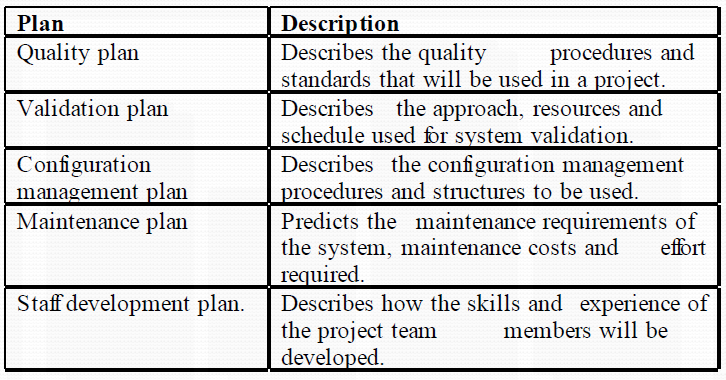 Plan Description
Quality plan Describes the quality procedures and
standards that will be used in a project.
Validation plan Describes the approach, resources and
schedule used for system validation.
Configuration Describes the configuration management
management plan procedures and structures to be used.
Maintenance plan Predicts the maintenance requirements of
the system, maintenance costs and effort
required.
Staff development plan. Describes how the skills and experience of
the project team members will be
developed.